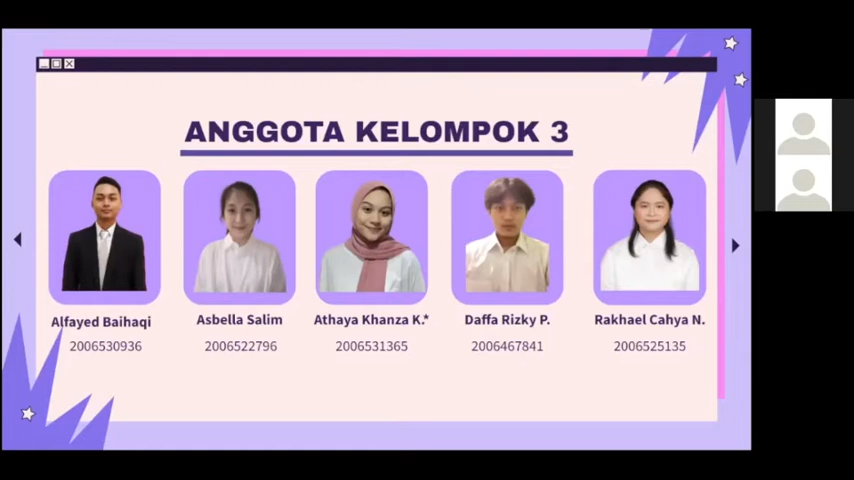 ANGGOTA KELOMPOK 3
Alfayed Baihaqi
2006530936
Asbella Salim
2006522796
Athaya Khanza K.*
2006531365
Daffa Rizky P.
2006467841
Rakhael Cahya N.
2006525135